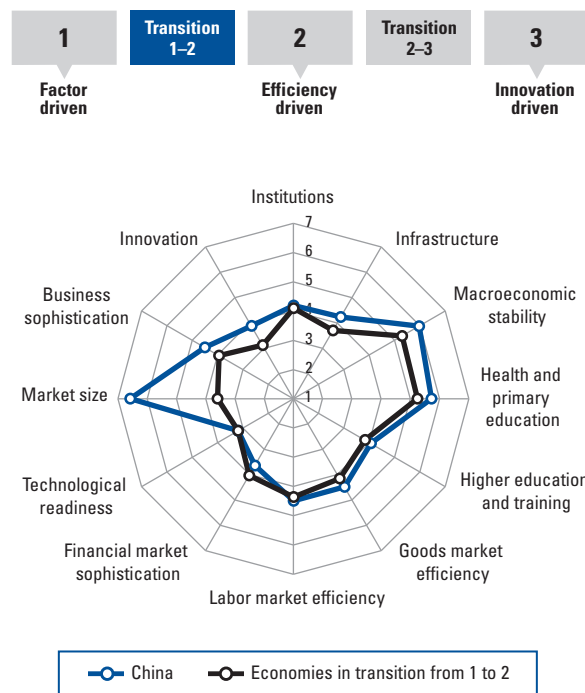 1
Transition
1–2
2
Transition
2–3
3
Factor
driven
Efficiency
driven
Innovation
driven
Institutions
7
6
5
4
3
2
1
Infrastructure
Macroeconomic
stability
Health and
primary
education
Higher education
and training
Goods market
efficiency
Labor market efficiency
Financial market
sophistication
Technological
readiness
Market size
Business
sophistication
Innovation
China
Economies in transition from 1 to 2